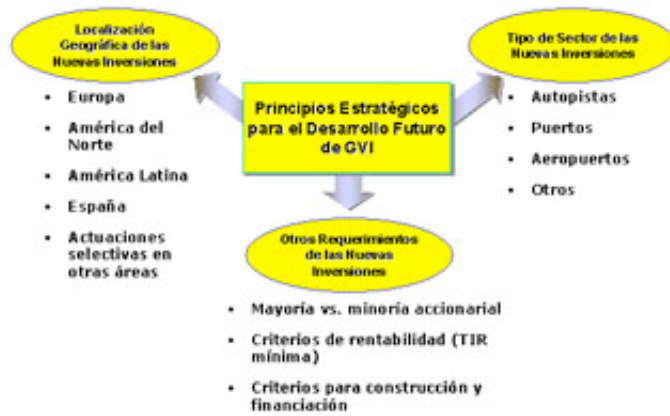 Localización
Geográfica de las
Nuevas Inversiones
• Europa
• América del
Norte
• América Latina
• España
• Actuaciones
selectivas en
otras áreas
Principios Estratégicos
para el Desarrollo Futuro
de GVI
Tipo de Sector de las
Nuevas Inversiones
• Autopistas
• Puertos
• Aeropuertos
• Otros
Otros Requerimientos
de las Nuevas
Inversiones
• Mayoría vs. minoría accionarial
• Criterios de rentabilidad (TIR
mínima)
• Criterios para construcción y
financiación